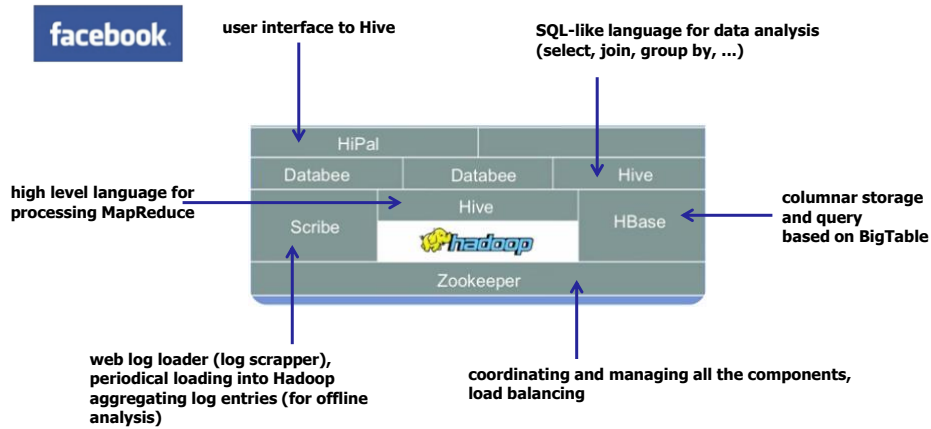 facebook
user interface to Hive
SQL-like language for data analysis
(select, join, group by, ...)
HiPal
Databee
Databee
Hive
high level language for
processing MapReduce
Hive
Scribe
hadoop
HBase
columnar storage
and query
based on BigTable
Zookeeper
web log loader (log scrapper),
periodical loading into Hadoop
aggregating log entries (for offline
analysis)
coordinating and managing all the components,
load balancing